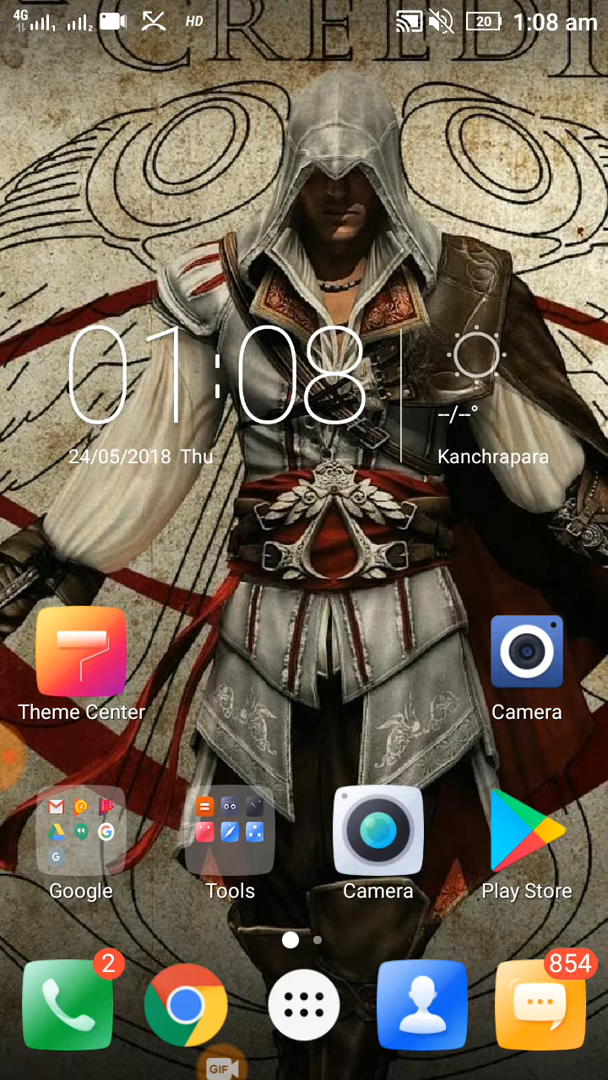 4G HD 20 1:08 am
CREED
01:08
--/--°
24/05/2018 Thu Kanchrapara
Theme Center Camera
Google Tools Camera Play Store
2 854
GIF